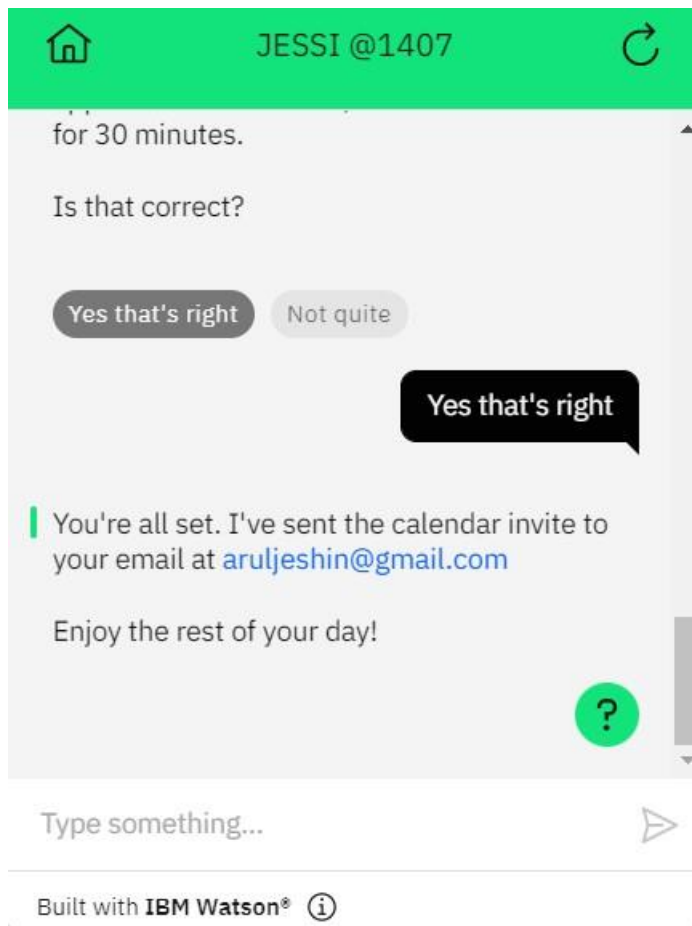 JESSI @1407
for 30 minutes.
Is that correct?
Yes that's right
Not quite
Yes that's right
You're all set. I've sent the calendar invite to
your email at aruljeshin@gmail.com
Enjoy the rest of your day!
?
Type something...
Built with IBM Watson®